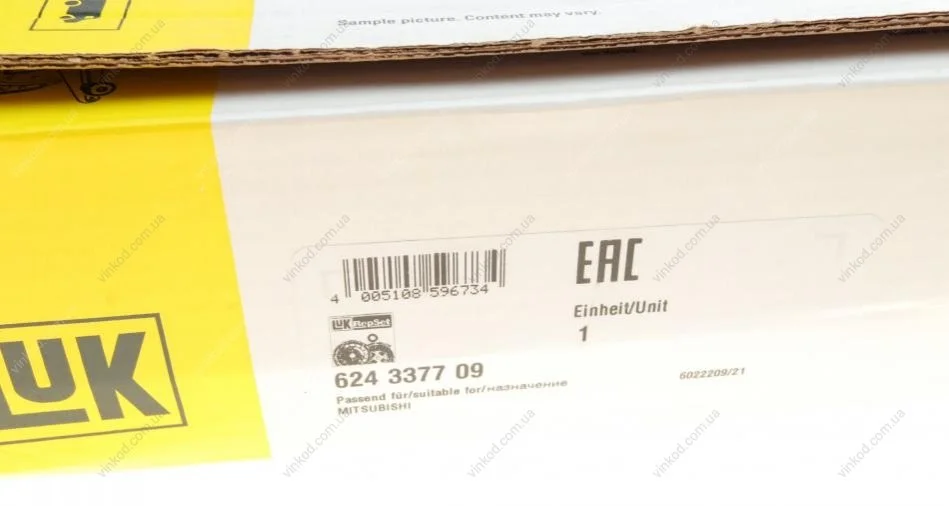 Sample picture. Content may vary.
EAC
4 005108 596734
Einheit/Unit
1
LUK RepSet
624 3377 09
Passend für/suitable for/назначение
MITSUBISHI
6022209/21
LUK
vinkod.com.ua